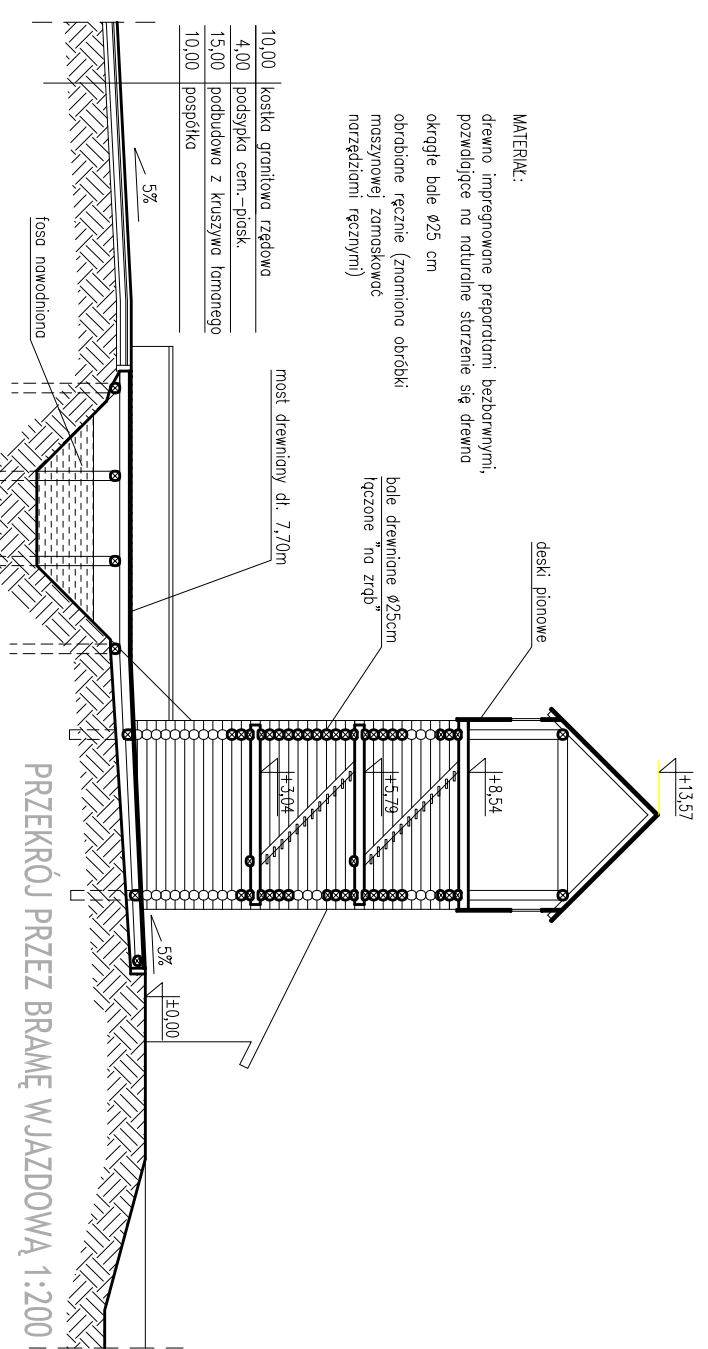 MATERIAŁ:
drewno impregnowane preparatami bezbarwnymi,
pozwalające na naturalne starzenie się drewna
okrągłe bale ø25 cm
obrabiane ręcznie (znamiona obróbki
maszynowej zamaskować
narzędziami ręcznymi)
10,00 kostka granitowa rzędowa
4,00 podsypka cem.–piask.
15,00 podbudowa z kruszywa łamanego
10,00 pospółka
5%
fosa nawodniona
most drewniany dł. 7,70m
bale drewniane ø25cm
łączone "na zrąb"
deski pionowe
+13,57
+8,54
+5,79
+3,04
5%
±0,00
PRZEKRÓJ PRZEZ BRAMĘ WJAZDOWĄ 1:200